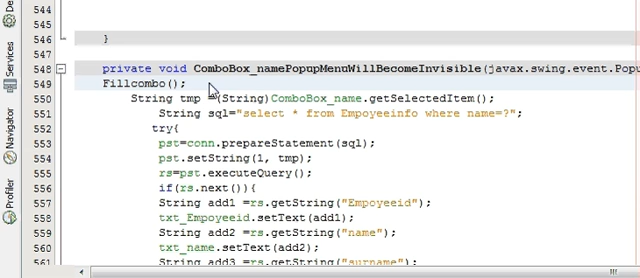 544
545
546 }
547
548 private void ComboBox_namePopupMenuWillBecomeInvisible(javax.swing.event.Popu
549 Fillcombo();
550 String tmp =(String)ComboBox_name.getSelectedItem();
551 String sql="select * from Empoyeeinfo where name=?";
552 try{
553 pst=conn.prepareStatement(sql);
554 pst.setString(1, tmp);
555 rs=pst.executeQuery();
556 if(rs.next()){
557 String add1 =rs.getString("Empoyeeid");
558 txt_Empoyeeid.setText(add1);
559 String add2 =rs.getString("name");
560 txt_name.setText(add2);
561 String add3 =rs.getString("surname");
Services
Navigator
Profiler